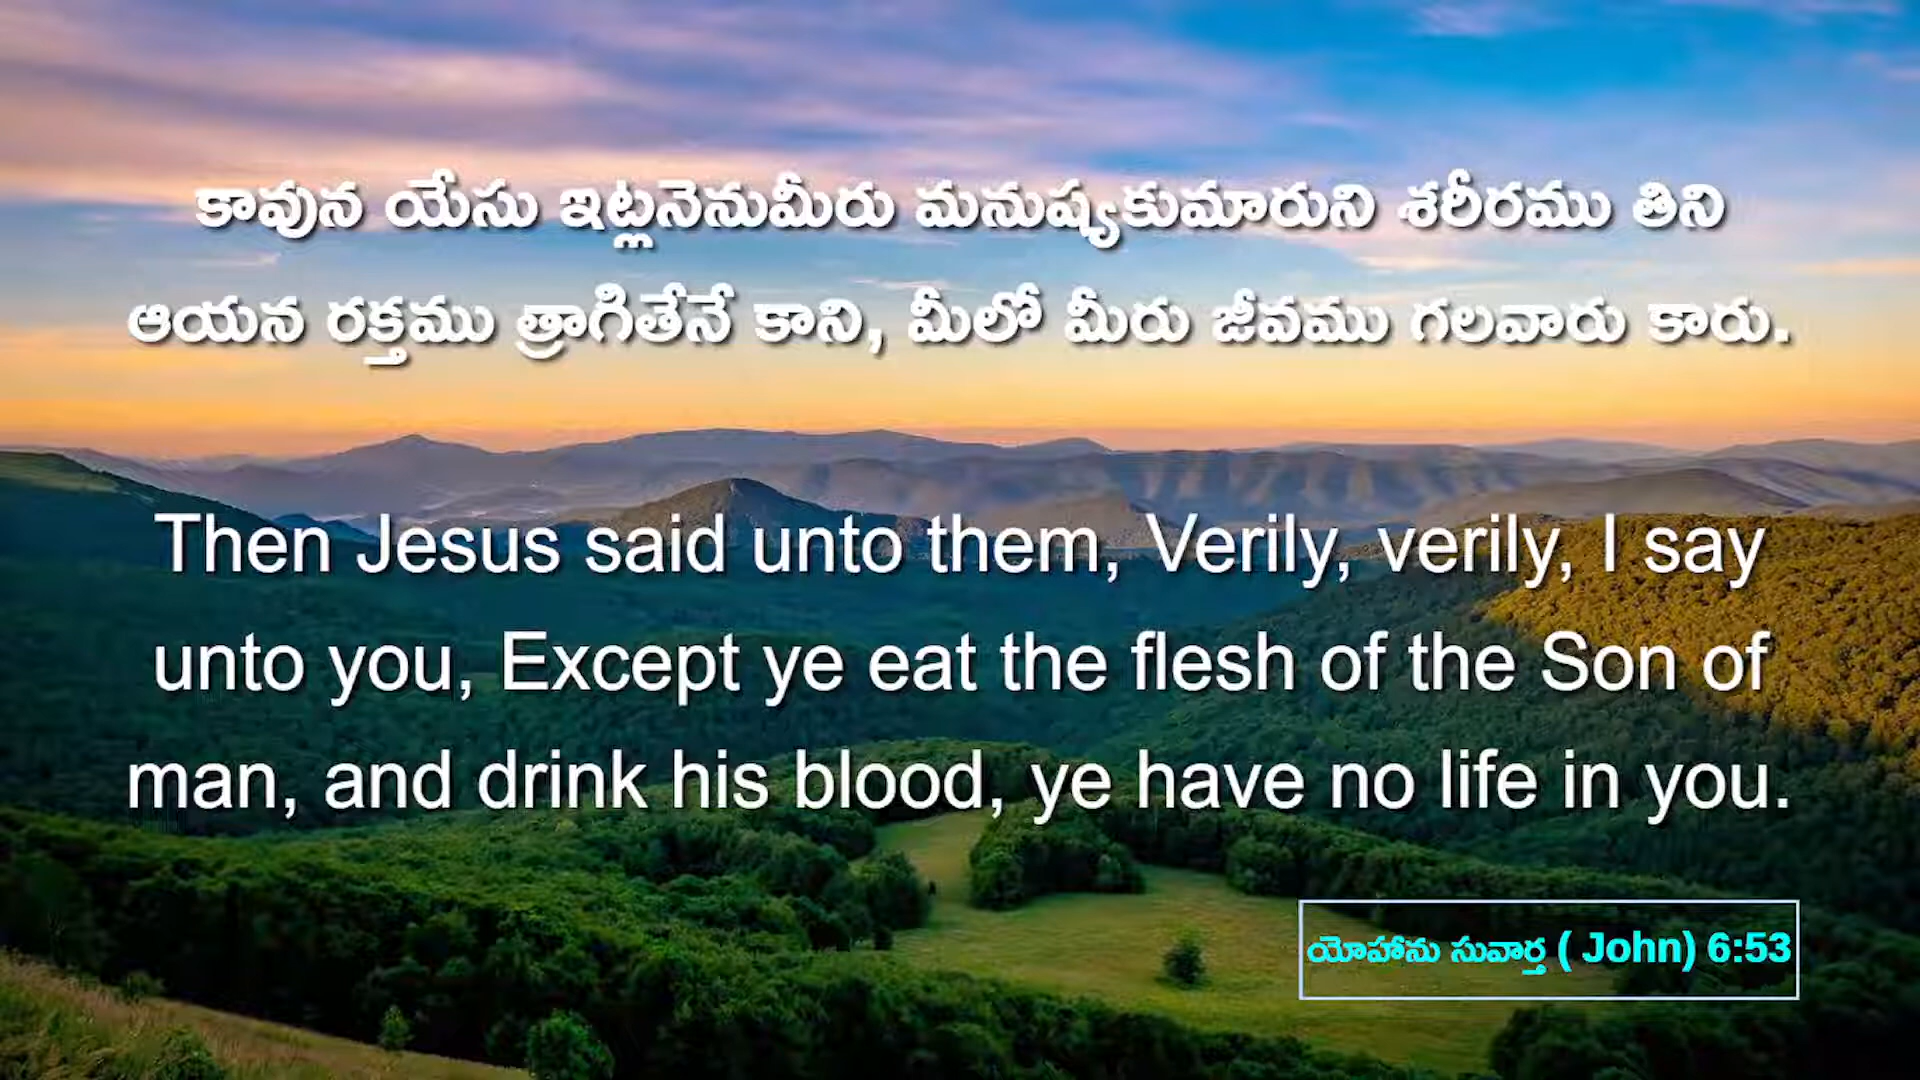 కావున యేసు ఇట్లనెనుమీరు మనుష్యకుమారుని శరీరము తిని
ఆయన రక్తము త్రాగితేనే కాని, మీలో మీరు జీవము గలవారు కారు.
Then Jesus said unto them, Verily, verily, I say
unto you, Except ye eat the flesh of the Son of
man, and drink his blood, ye have no life in you.
యోహాను సువార్త ( John) 6:53